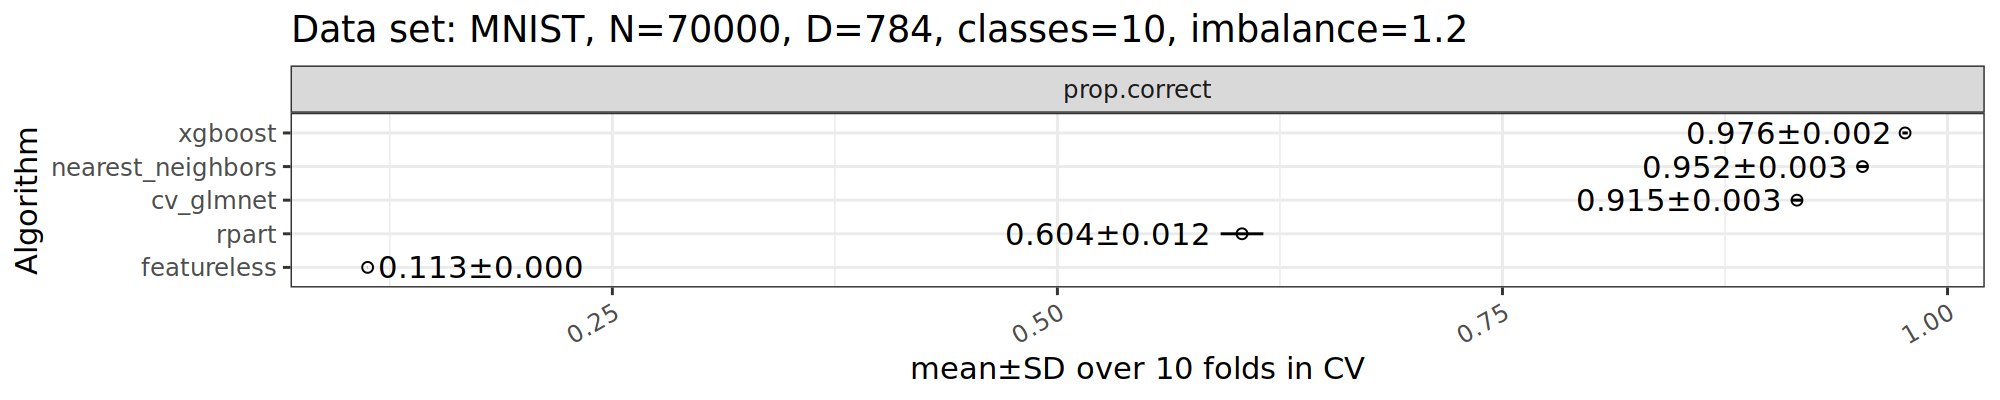 Data set: MNIST, N=70000, D=784, classes=10, imbalance=1.2
prop.correct
Algorithm
xgboost 0.976±0.002
nearest_neighbors 0.952±0.003
cv_glmnet 0.915±0.003
rpart 0.604±0.012
featureless 0.113±0.000
0.25 0.50 0.75 1.00
mean±SD over 10 folds in CV